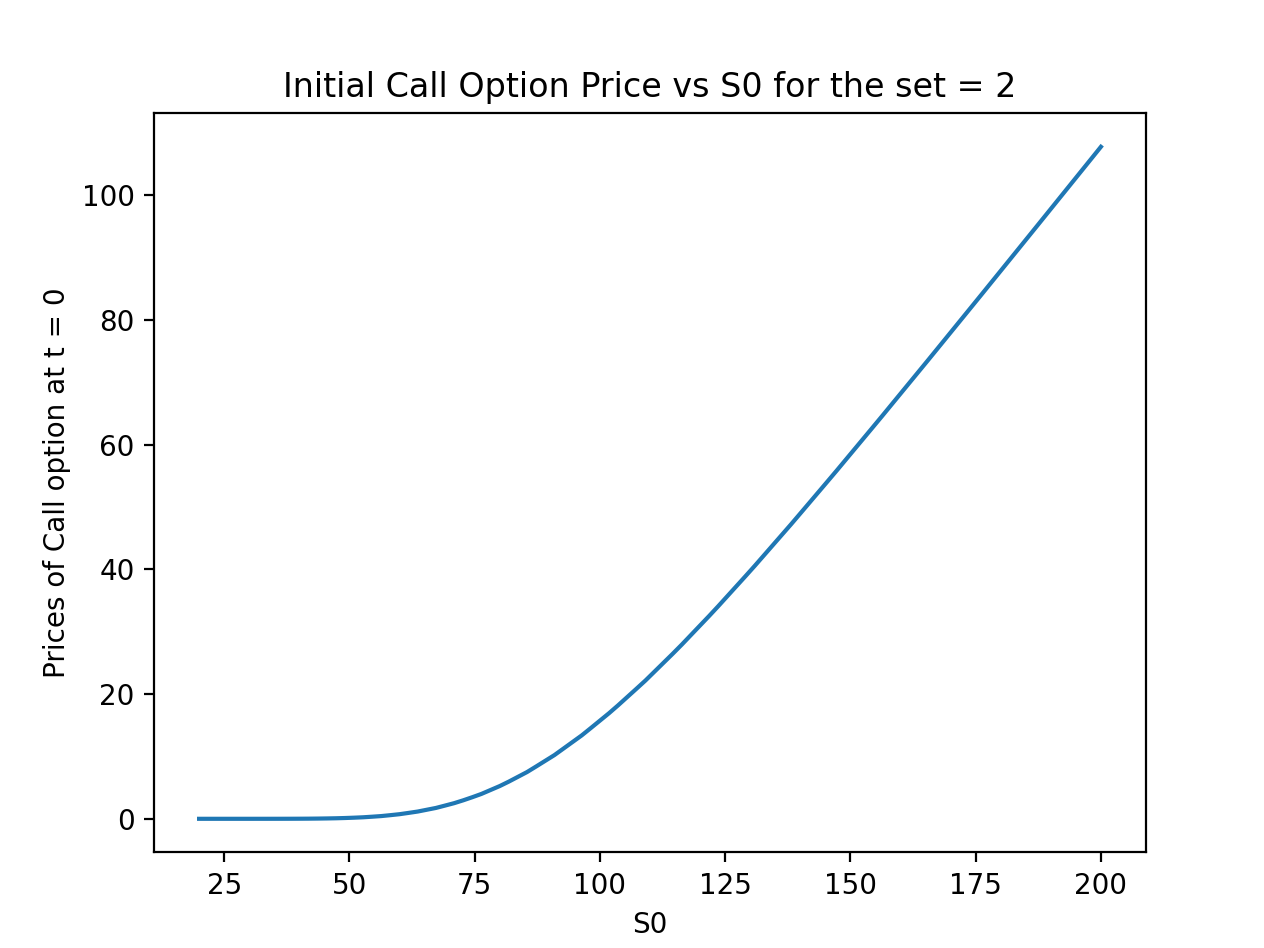 Initial Call Option Price vs S0 for the set = 2
Prices of Call option at t = 0
100
80
60
40
20
0
25 50 75 100 125 150 175 200
S0